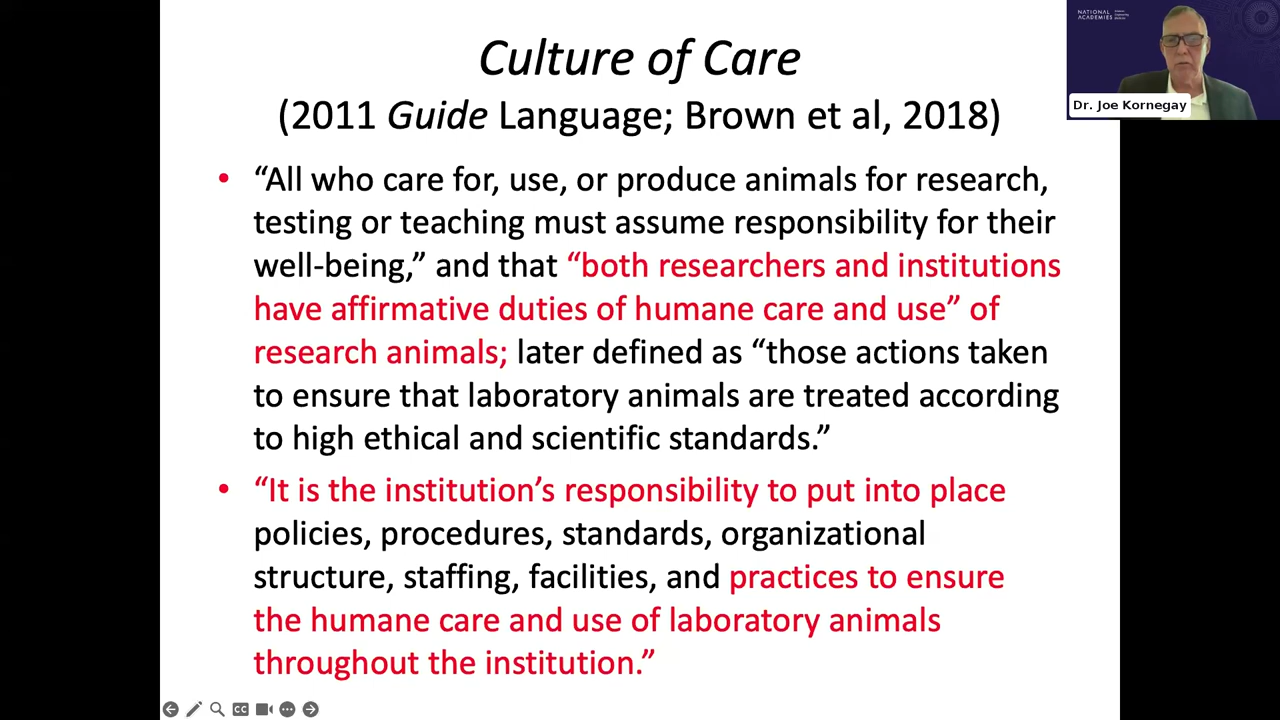 Culture of Care
(2011 Guide Language; Brown et al, 2018)
• “All who care for, use, or produce animals for research,
testing or teaching must assume responsibility for their
well-being,” and that “both researchers and institutions
have affirmative duties of humane care and use” of
research animals; later defined as “those actions taken
to ensure that laboratory animals are treated according
to high ethical and scientific standards.”
• “It is the institution’s responsibility to put into place
policies, procedures, standards, organizational
structure, staffing, facilities, and practices to ensure
the humane care and use of laboratory animals
throughout the institution.”
NATIONAL
ACADEMIES
Dr. Joe Kornegay
CC